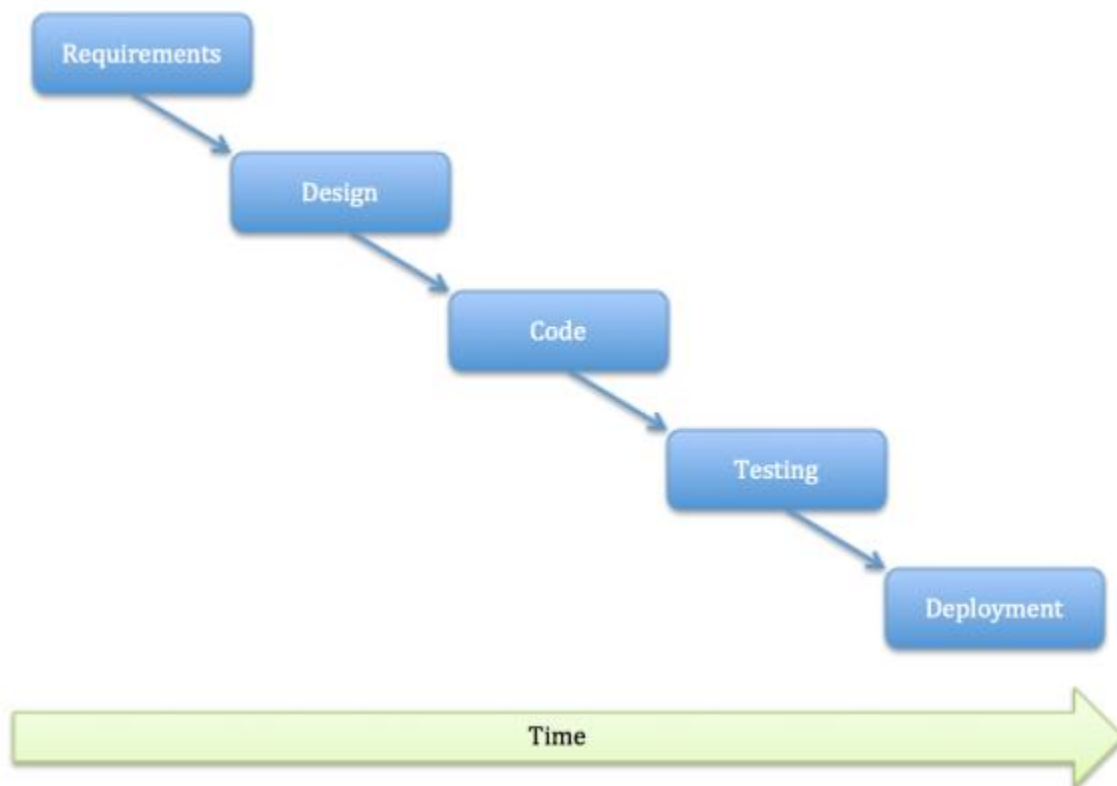 Requirements
Design
Code
Testing
Deployment
Time